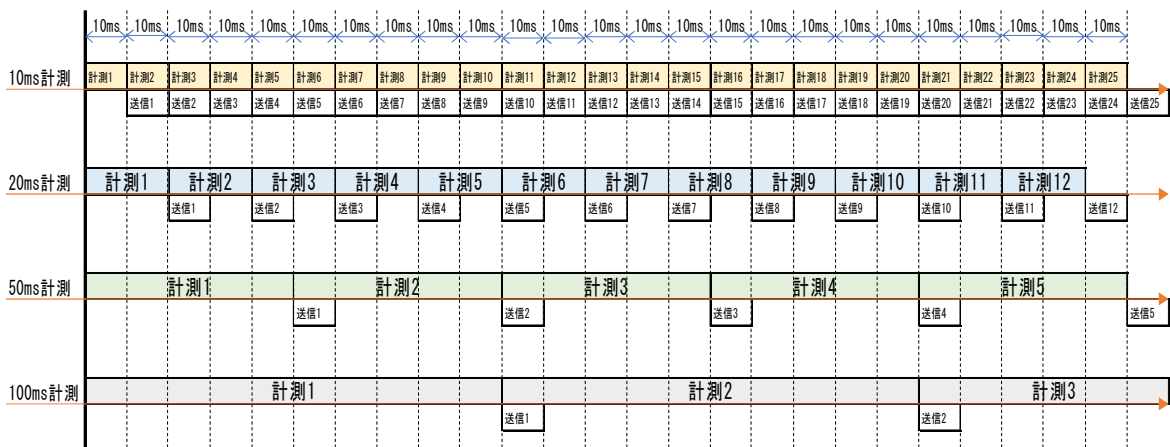 10ms 10ms 10ms 10ms 10ms 10ms 10ms 10ms 10ms 10ms 10ms 10ms 10ms 10ms 10ms 10ms 10ms 10ms 10ms 10ms 10ms 10ms 10ms 10ms 10ms
10ms計測 計測1 計測2 計測3 計測4 計測5 計測6 計測7 計測8 計測9 計測10 計測11 計測12 計測13 計測14 計測15 計測16 計測17 計測18 計測19 計測20 計測21 計測22 計測23 計測24 計測25
送信1 送信2 送信3 送信4 送信5 送信6 送信7 送信8 送信9 送信10 送信11 送信12 送信13 送信14 送信15 送信16 送信17 送信18 送信19 送信20 送信21 送信22 送信23 送信24 送信25
20ms計測 計測1 計測2 計測3 計測4 計測5 計測6 計測7 計測8 計測9 計測10 計測11 計測12
送信1 送信2 送信3 送信4 送信5 送信6 送信7 送信8 送信9 送信10 送信11 送信12
50ms計測 計測1 計測2 計測3 計測4 計測5
送信1 送信2 送信3 送信4 送信5
100ms計測 計測1 計測2 計測3
送信1 送信2